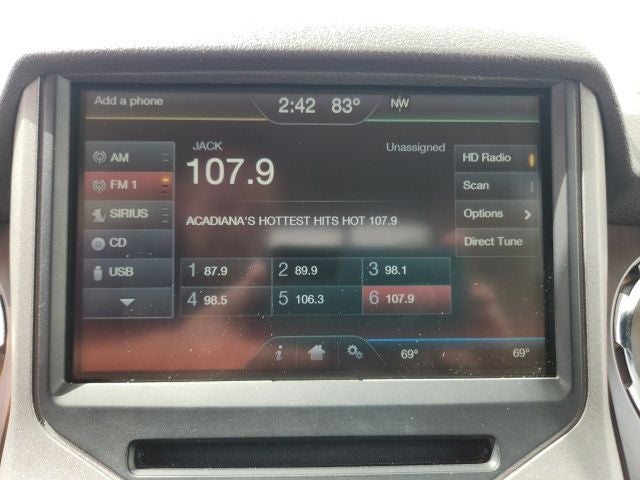 Add a phone
2:42 83° NW
JACK
Unassigned
107.9
ACADIANA'S HOTTEST HITS HOT 107.9
AM
FM 1
SIRIUS
CD
USB
HD Radio
Scan
Options
Direct Tune
1 87.9 2 89.9 3 98.1
4 98.5 5 106.3 6 107.9
i 69° 69°